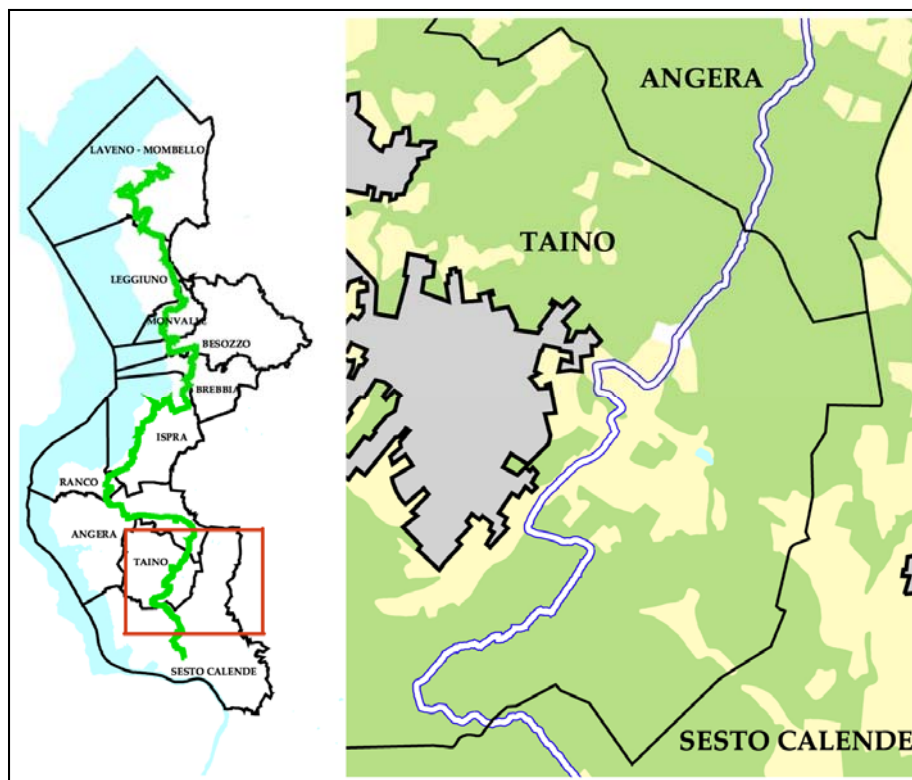 LAVENO - MOMBELLO
LEGGIUNO
MONVALLE
BESOZZO
BREBBIA
ISPRA
RANCO
ANGERA
TAINO
SESTO CALENDE
ANGERA
TAINO
SESTO CALENDE